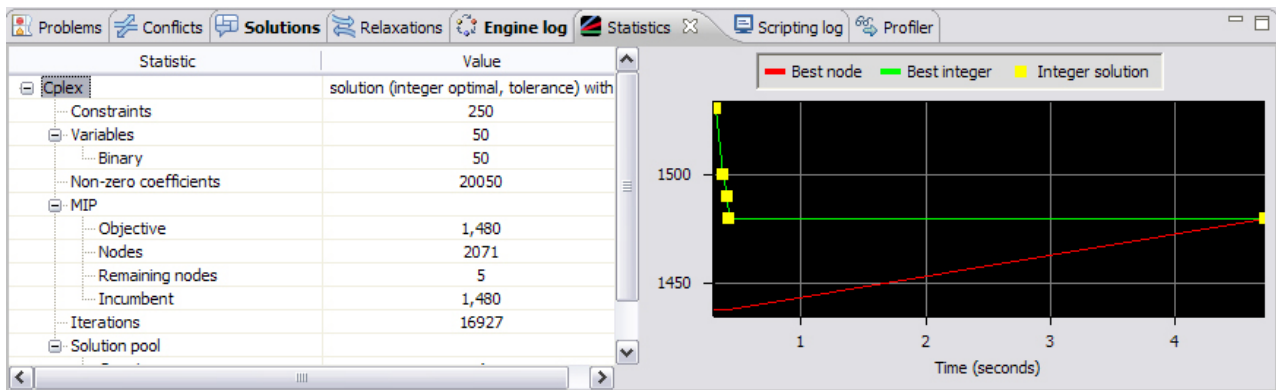 Problems Conflicts Solutions Relaxations Engine log Statistics Scripting log Profiler
Statistic Value
Cplex solution (integer optimal, tolerance) with
Constraints 250
Variables 50
Binary 50
Non-zero coefficients 20050
MIP
Objective 1,480
Nodes 2071
Remaining nodes 5
Incumbent 1,480
Iterations 16927
Solution pool
Best node Best integer Integer solution
1500
1450
1 2 3 4
Time (seconds)